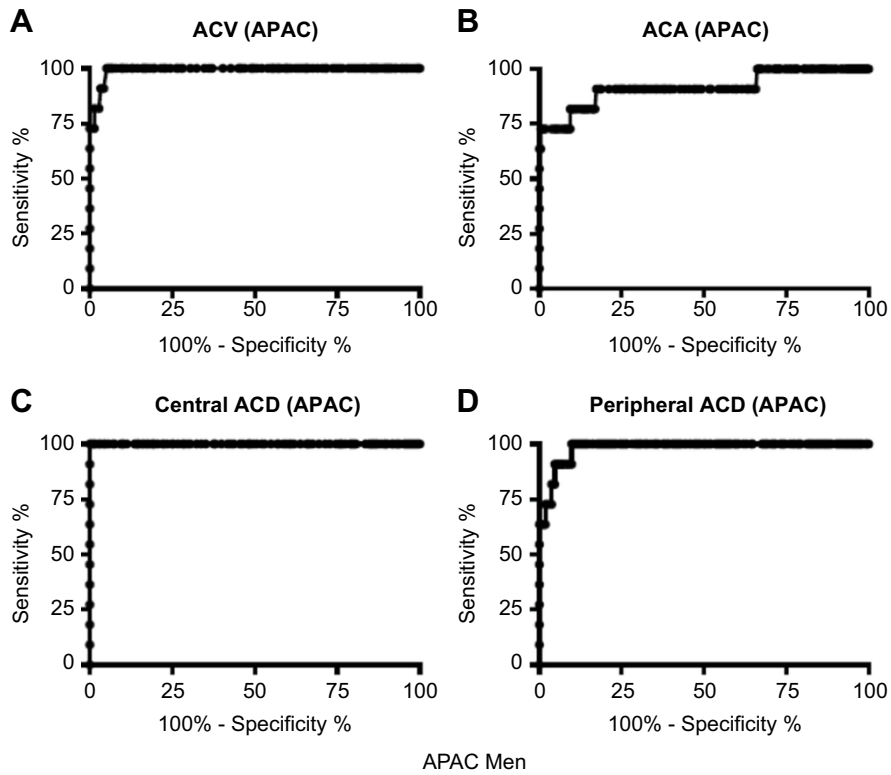 A
ACV (APAC)
Sensitivity %
100
75
50
25
0
0 25 50 75 100
100% - Specificity %
B
ACA (APAC)
Sensitivity %
100
75
50
25
0
0 25 50 75 100
100% - Specificity %
C
Central ACD (APAC)
Sensitivity %
100
75
50
25
0
0 25 50 75 100
100% - Specificity %
D
Peripheral ACD (APAC)
Sensitivity %
100
75
50
25
0
0 25 50 75 100
100% - Specificity %
APAC Men